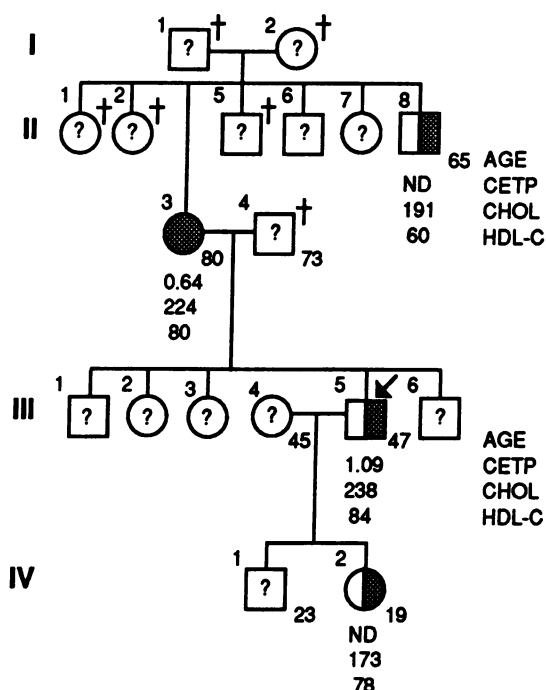 I 1 ? † 2 ? †
1 † 2 † 5 † 6 7 8
II ? ? ? ? ?
65 AGE
ND CETP
191 CHOL
60 HDL-C
3 4 †
?
80 73
0.64
224
80
1 2 3 4 5 6
III ? ? ? ? ?
45 47 AGE
1.09 CETP
238 CHOL
84 HDL-C
1 2
IV ?
23 19
ND
173
78